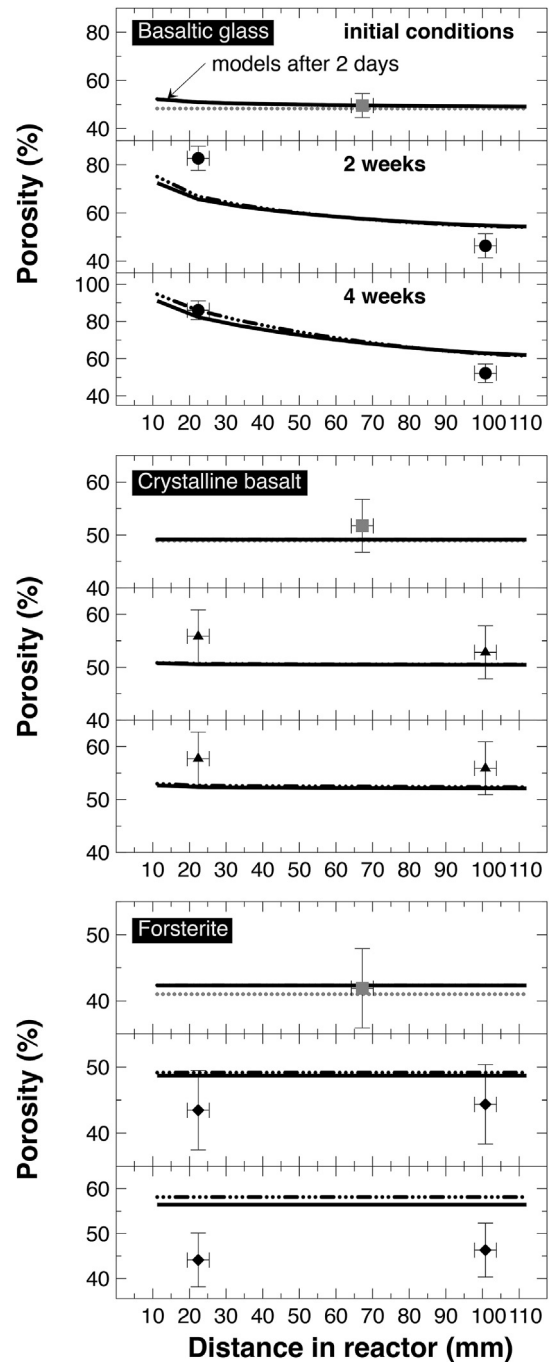 Basaltic glass
initial conditions
models after 2 days
80
60
40
2 weeks
80
60
40
4 weeks
100
80
60
40
Porosity (%)
10 20 30 40 50 60 70 80 90 100 110
Crystalline basalt
60
50
40
60
50
40
60
50
40
Porosity (%)
10 20 30 40 50 60 70 80 90 100 110
Forsterite
50
40
50
40
60
50
40
Porosity (%)
10 20 30 40 50 60 70 80 90 100 110
Distance in reactor (mm)